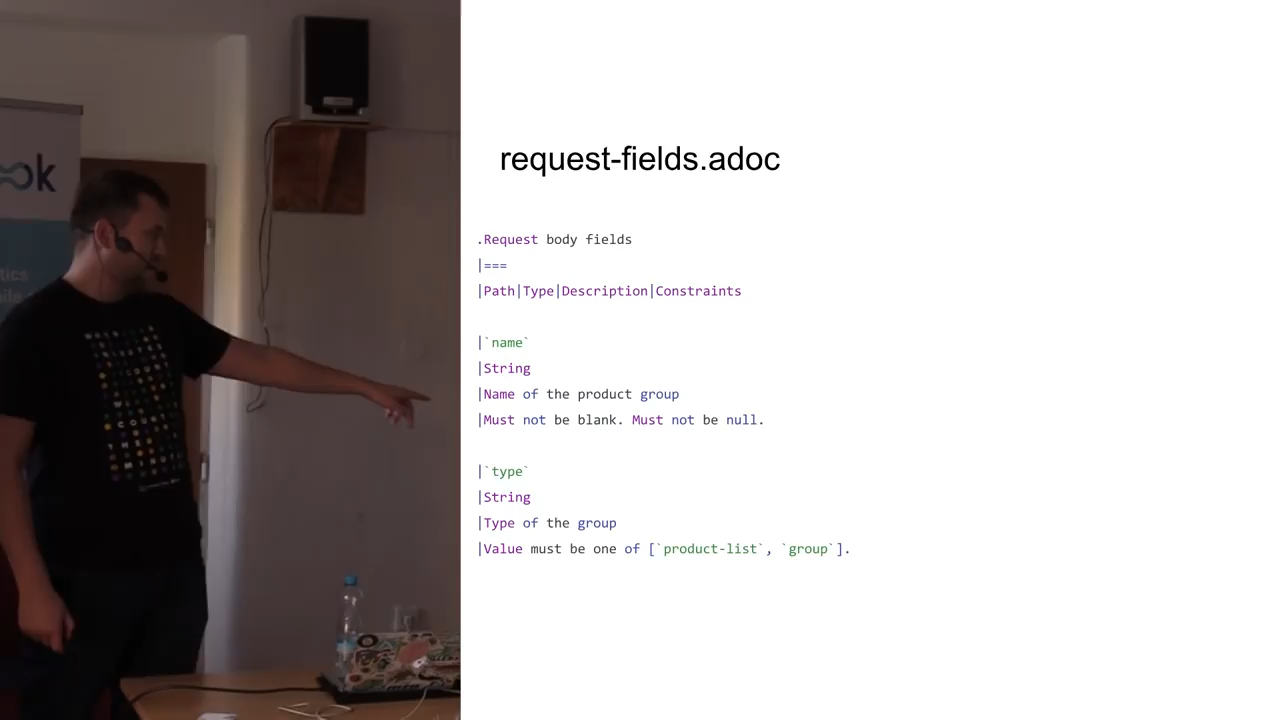 ok
tics
request-fields.adoc
.Request body fields
|===
|Path|Type|Description|Constraints
|`name`
|String
|Name of the product group
|Must not be blank. Must not be null.
|`type`
|String
|Type of the group
|Value must be one of [`product-list`, `group`].